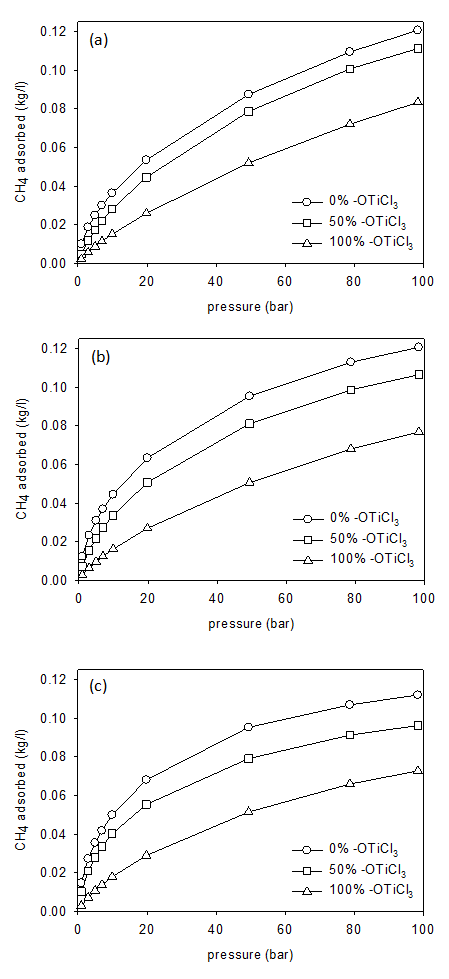 (a)
CH4 adsorbed (kg/l)
0.12
0.10
0.08
0.06
0.04
0.02
0.00
0% -OTiCl3
50% -OTiCl3
100% -OTiCl3
0 20 40 60 80 100
pressure (bar)
(b)
CH4 adsorbed (kg/l)
0.12
0.10
0.08
0.06
0.04
0.02
0.00
0% -OTiCl3
50% -OTiCl3
100% -OTiCl3
0 20 40 60 80 100
pressure (bar)
(c)
CH4 adsorbed (kg/l)
0.12
0.10
0.08
0.06
0.04
0.02
0.00
0% -OTiCl3
50% -OTiCl3
100% -OTiCl3
0 20 40 60 80 100
pressure (bar)